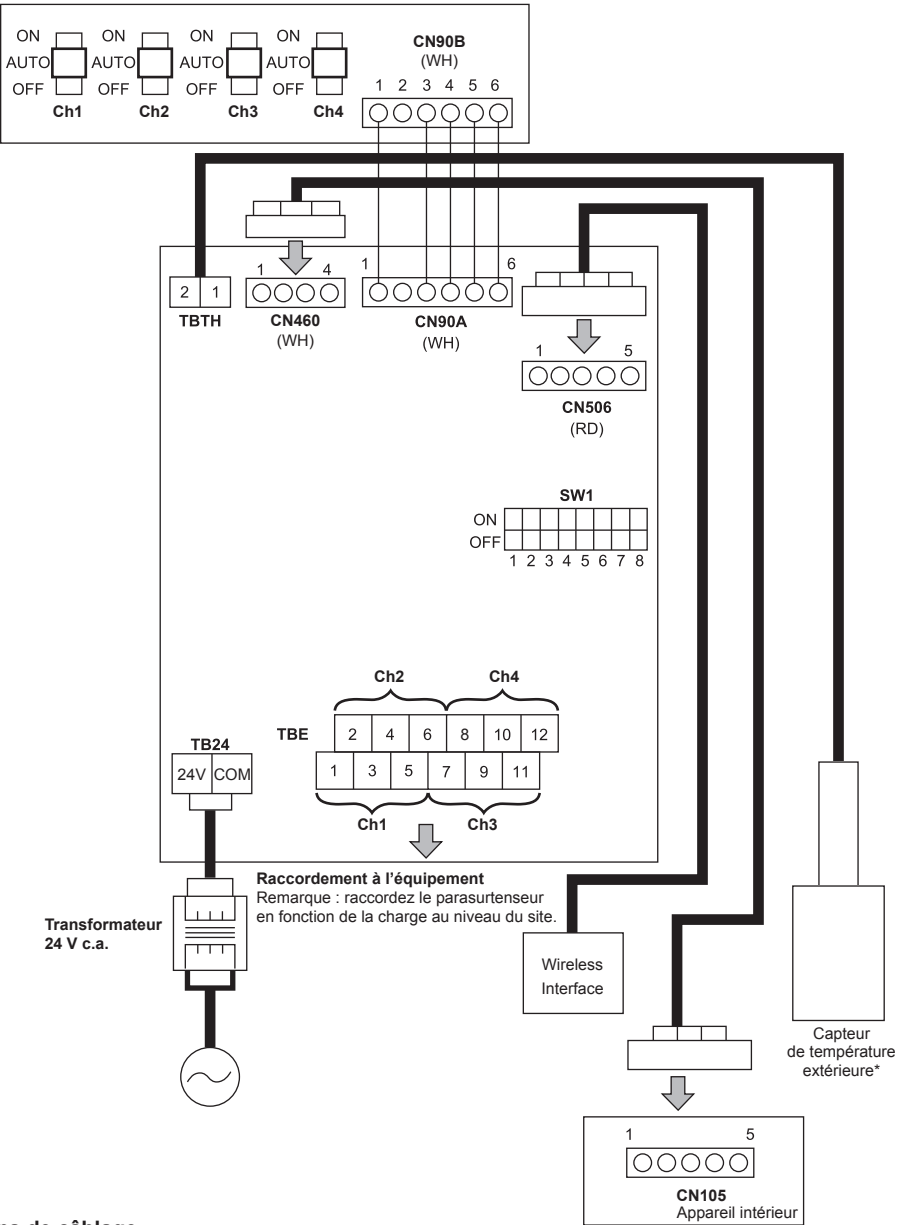 ON ON ON ON
AUTO AUTO AUTO AUTO
OFF OFF OFF OFF
Ch1 Ch2 Ch3 Ch4
CN90B
(WH)
1 2 3 4 5 6
2 1
TBTH
1 4
CN460
(WH)
1 6
CN90A
(WH)
1 5
CN506
(RD)
SW1
ON
OFF
1 2 3 4 5 6 7 8
Ch2 Ch4
TBE
2 4 6 8 10 12
1 3 5 7 9 11
Ch1 Ch3
TB24
24V COM
Raccordement à l'équipement
Remarque : raccordez le parasurtenseur
en fonction de la charge au niveau du site.
Transformateur
24 V c.a.
Wireless
Interface
Capteur
de température
extérieure*
1 5
CN105
Appareil intérieur